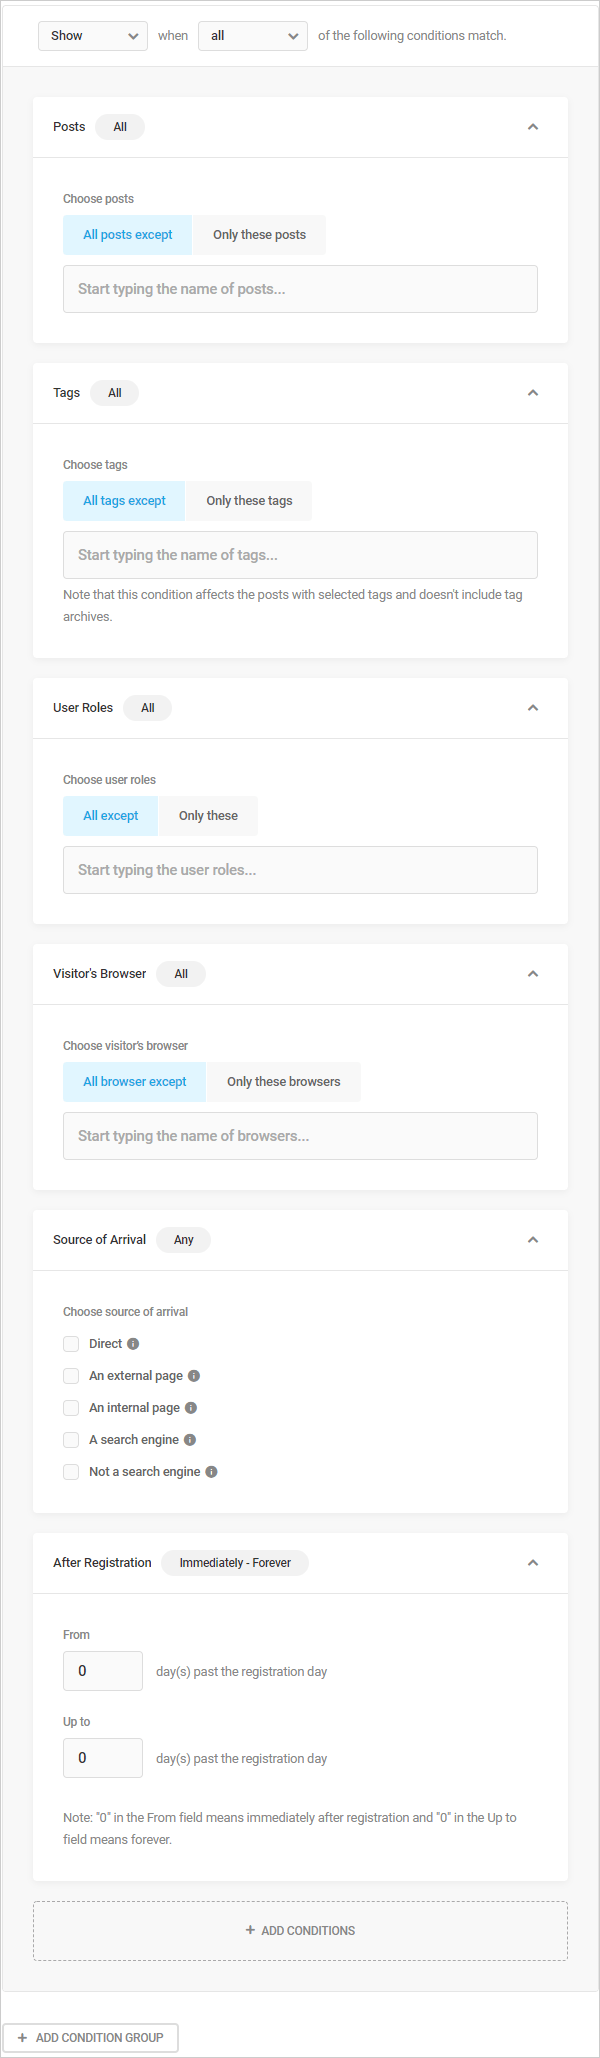 Show when all of the following conditions match.
Posts All
Choose posts
All posts except Only these posts
Start typing the name of posts...
Tags All
Choose tags
All tags except Only these tags
Start typing the name of tags...
Note that this condition affects the posts with selected tags and doesn't include tag
archives.
User Roles All
Choose user roles
All except Only these
Start typing the user roles...
Visitor's Browser All
Choose visitor's browser
All browser except Only these browsers
Start typing the name of browsers...
Source of Arrival Any
Choose source of arrival
Direct
An external page
An internal page
A search engine
Not a search engine
After Registration Immediately - Forever
From
0 day(s) past the registration day
Up to
0 day(s) past the registration day
Note: "0" in the From field means immediately after registration and "0" in the Up to
field means forever.
+ ADD CONDITIONS
+ ADD CONDITION GROUP